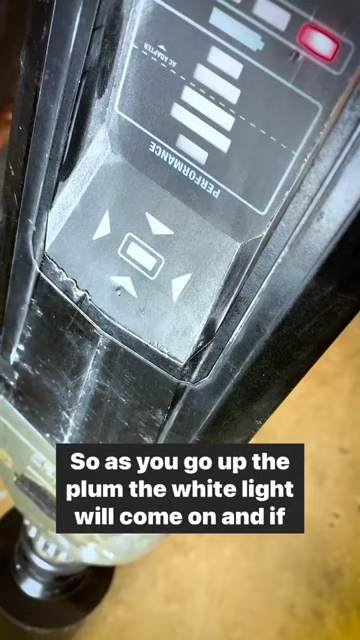 AC ADAPTER
PERFORMANCE
So as you go up the
plum the white light
will come on and if